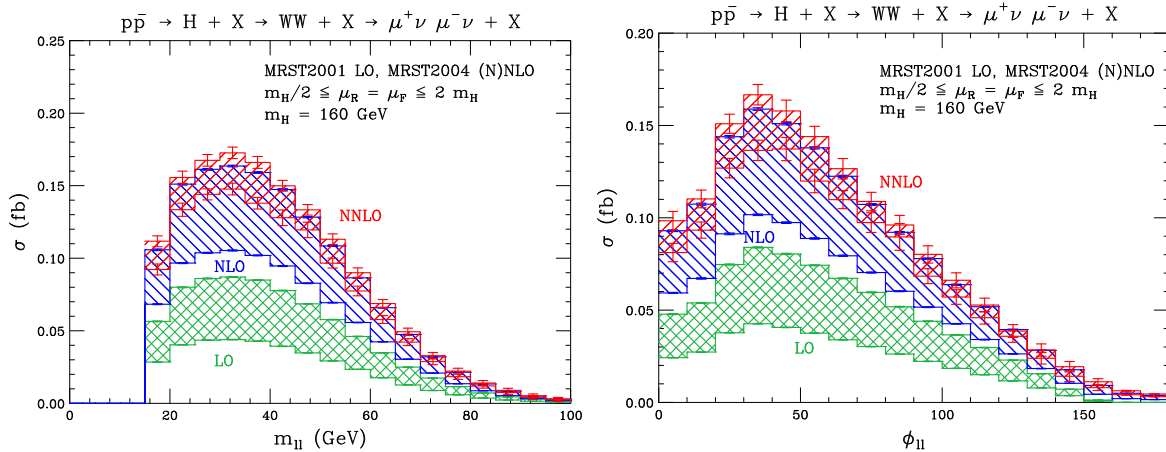 pp̄ → H + X → WW + X → μ⁺ν μ⁻ν + X
0.25
0.20
0.15
0.10
0.05
0.00
σ (fb)
MRST2001 LO, MRST2004 (N)NLO
m_H/2 ≦ μ_R = μ_F ≦ 2 m_H
m_H = 160 GeV
NNLO
NLO
LO
0 20 40 60 80 100
m_ll (GeV)
pp̄ → H + X → WW + X → μ⁺ν μ⁻ν + X
0.20
0.15
0.10
0.05
0.00
σ (fb)
MRST2001 LO, MRST2004 (N)NLO
m_H/2 ≦ μ_R = μ_F ≦ 2 m_H
m_H = 160 GeV
NNLO
NLO
LO
0 50 100 150
ϕ_ll